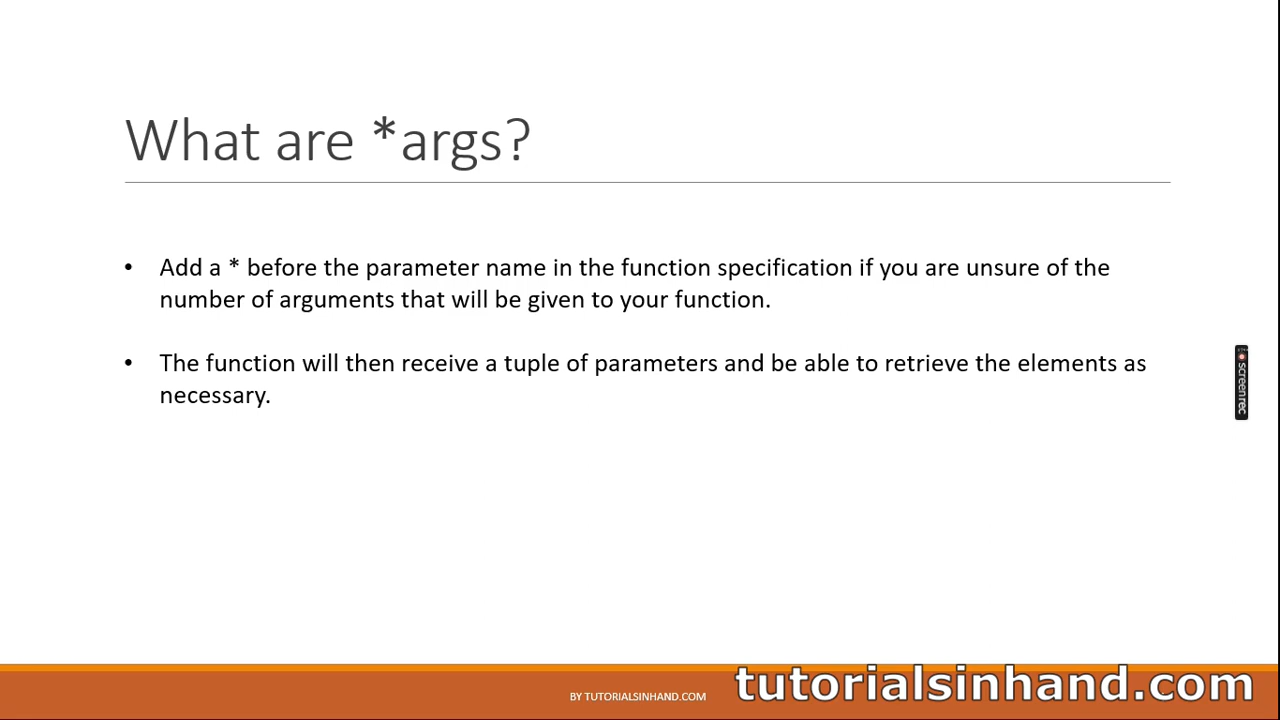 What are *args?
• Add a * before the parameter name in the function specification if you are unsure of the
number of arguments that will be given to your function.
• The function will then receive a tuple of parameters and be able to retrieve the elements as
necessary.
screenrec
BY TUTORIALSINHAND.COM
tutorialsinhand.com